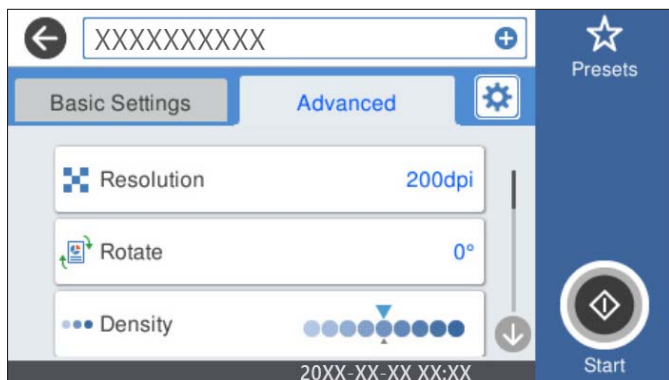 XXXXXXXXXX
Presets
Basic Settings
Advanced
Resolution
200dpi
Rotate
0°
Density
20XX-XX-XX XX:XX
Start